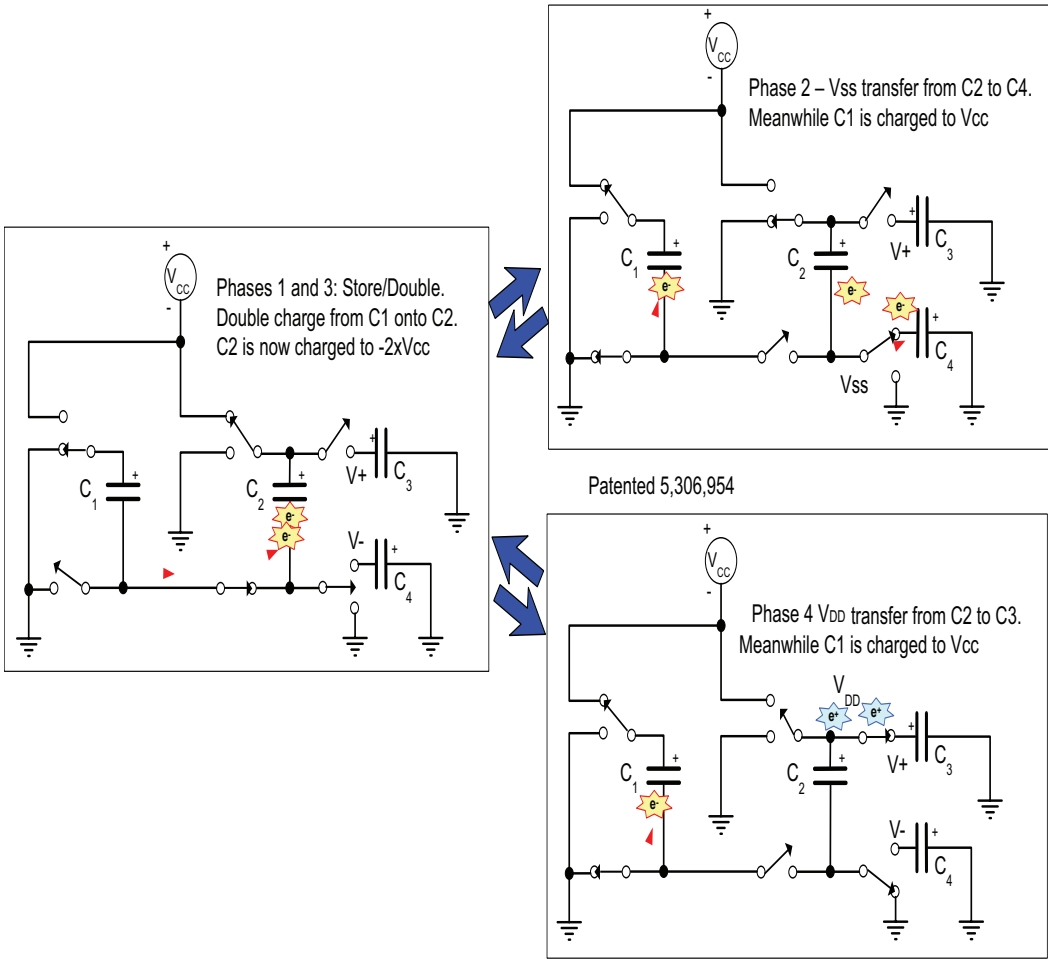 +
VCC
-
Phases 1 and 3: Store/Double.
Double charge from C1 onto C2.
C2 is now charged to -2xVcc
C1
+
C2
+
e-
e-
V+
+
C3
V-
+
C4
+
VCC
-
Phase 2 – Vss transfer from C2 to C4.
Meanwhile C1 is charged to Vcc
C1
+
e-
C2
+
e-
V+
+
C3
e-
+
C4
Vss
Patented 5,306,954
+
VCC
-
Phase 4 VDD transfer from C2 to C3.
Meanwhile C1 is charged to Vcc
VDD
e+
e+
C1
+
e-
C2
+
V+
+
C3
V-
+
C4